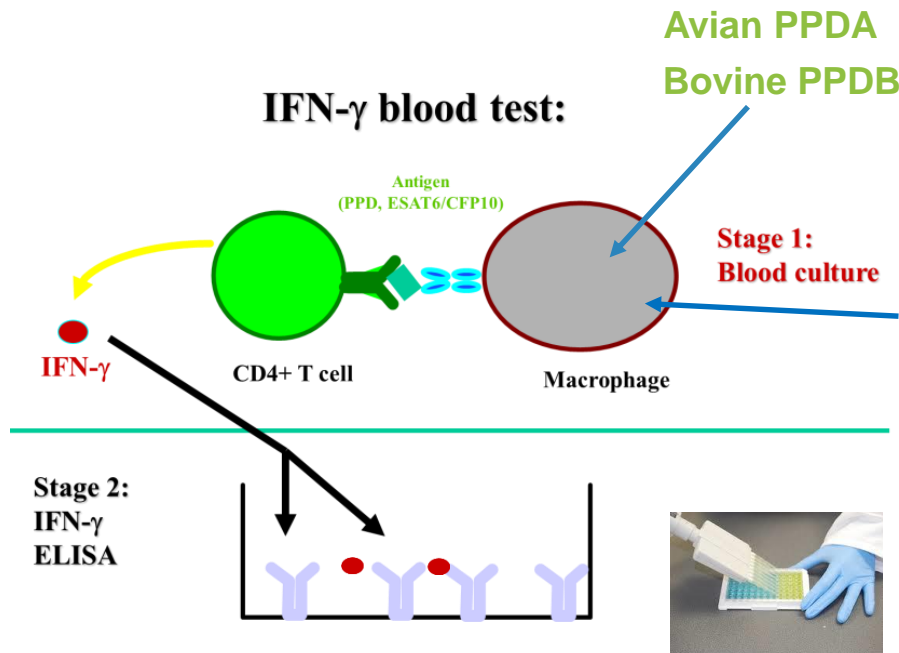 Avian PPDA
Bovine PPDB
IFN-γ blood test:
Antigen
(PPD, ESAT6/CFP10)
Stage 1:
Blood culture
IFN-γ
CD4+ T cell
Macrophage
Stage 2:
IFN-γ
ELISA